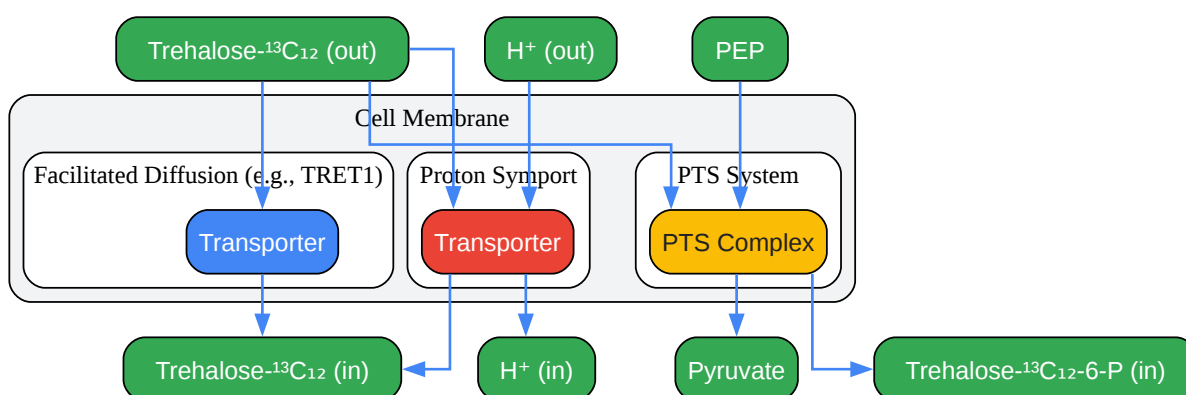 Trehalose-¹³C₁₂ (out)
H⁺ (out)
PEP
Cell Membrane
Facilitated Diffusion (e.g., TRET1)
Proton Symport
PTS System
Transporter
Transporter
PTS Complex
Trehalose-¹³C₁₂ (in)
H⁺ (in)
Pyruvate
Trehalose-¹³C₁₂-6-P (in)